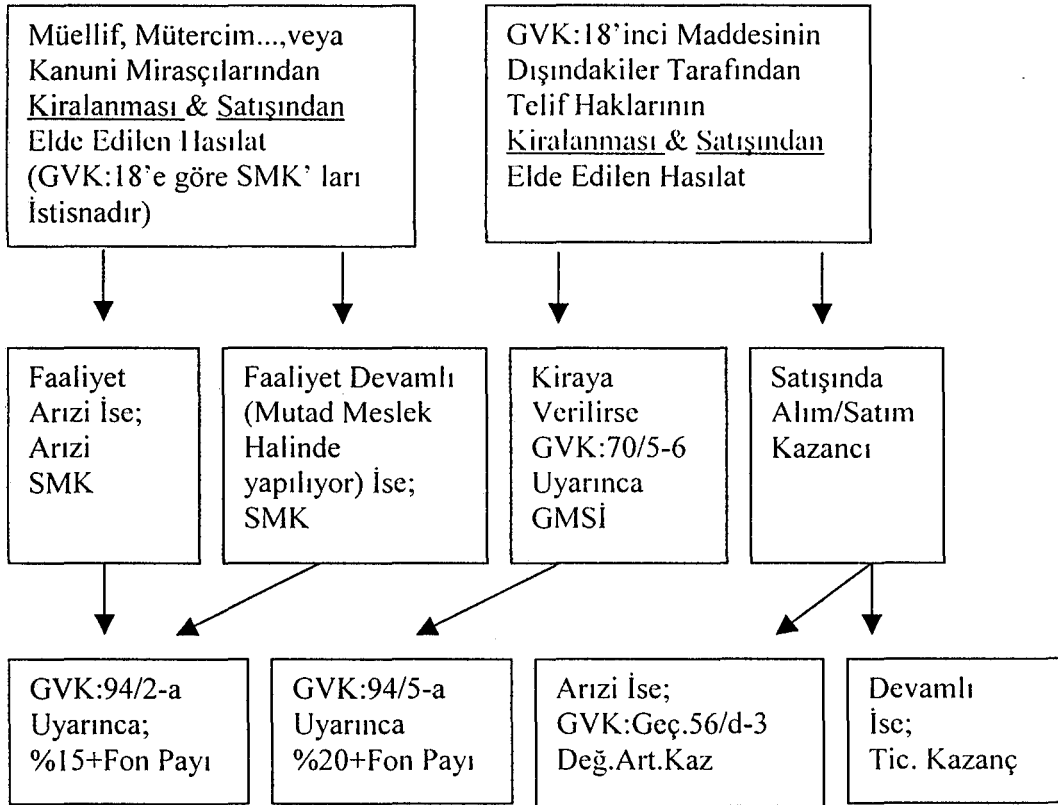 Müellif, Mütercim...,veya
Kanuni Mirasçılarından
Kiralanması & Satışından
Elde Edilen Hasılat
(GVK:18'e göre SMK' ları
İstisnadır)
GVK:18'inci Maddesinin
Dışındakiler Tarafından
Telif Haklarının
Kiralanması & Satışından
Elde Edilen Hasılat
Faaliyet
Arızi İse;
Arızi
SMK
Faaliyet Devamlı
(Mutad Meslek
Halinde
yapılıyor) İse;
SMK
Kiraya
Verilirse
GVK:70/5-6
Uyarınca
GMSİ
Satışında
Alım/Satım
Kazancı
GVK:94/2-a
Uyarınca;
%15+Fon Payı
GVK:94/5-a
Uyarınca
%20+Fon Payı
Arızi İse;
GVK:Geç.56/d-3
Değ.Art.Kaz
Devamlı
İse;
Tic. Kazanç